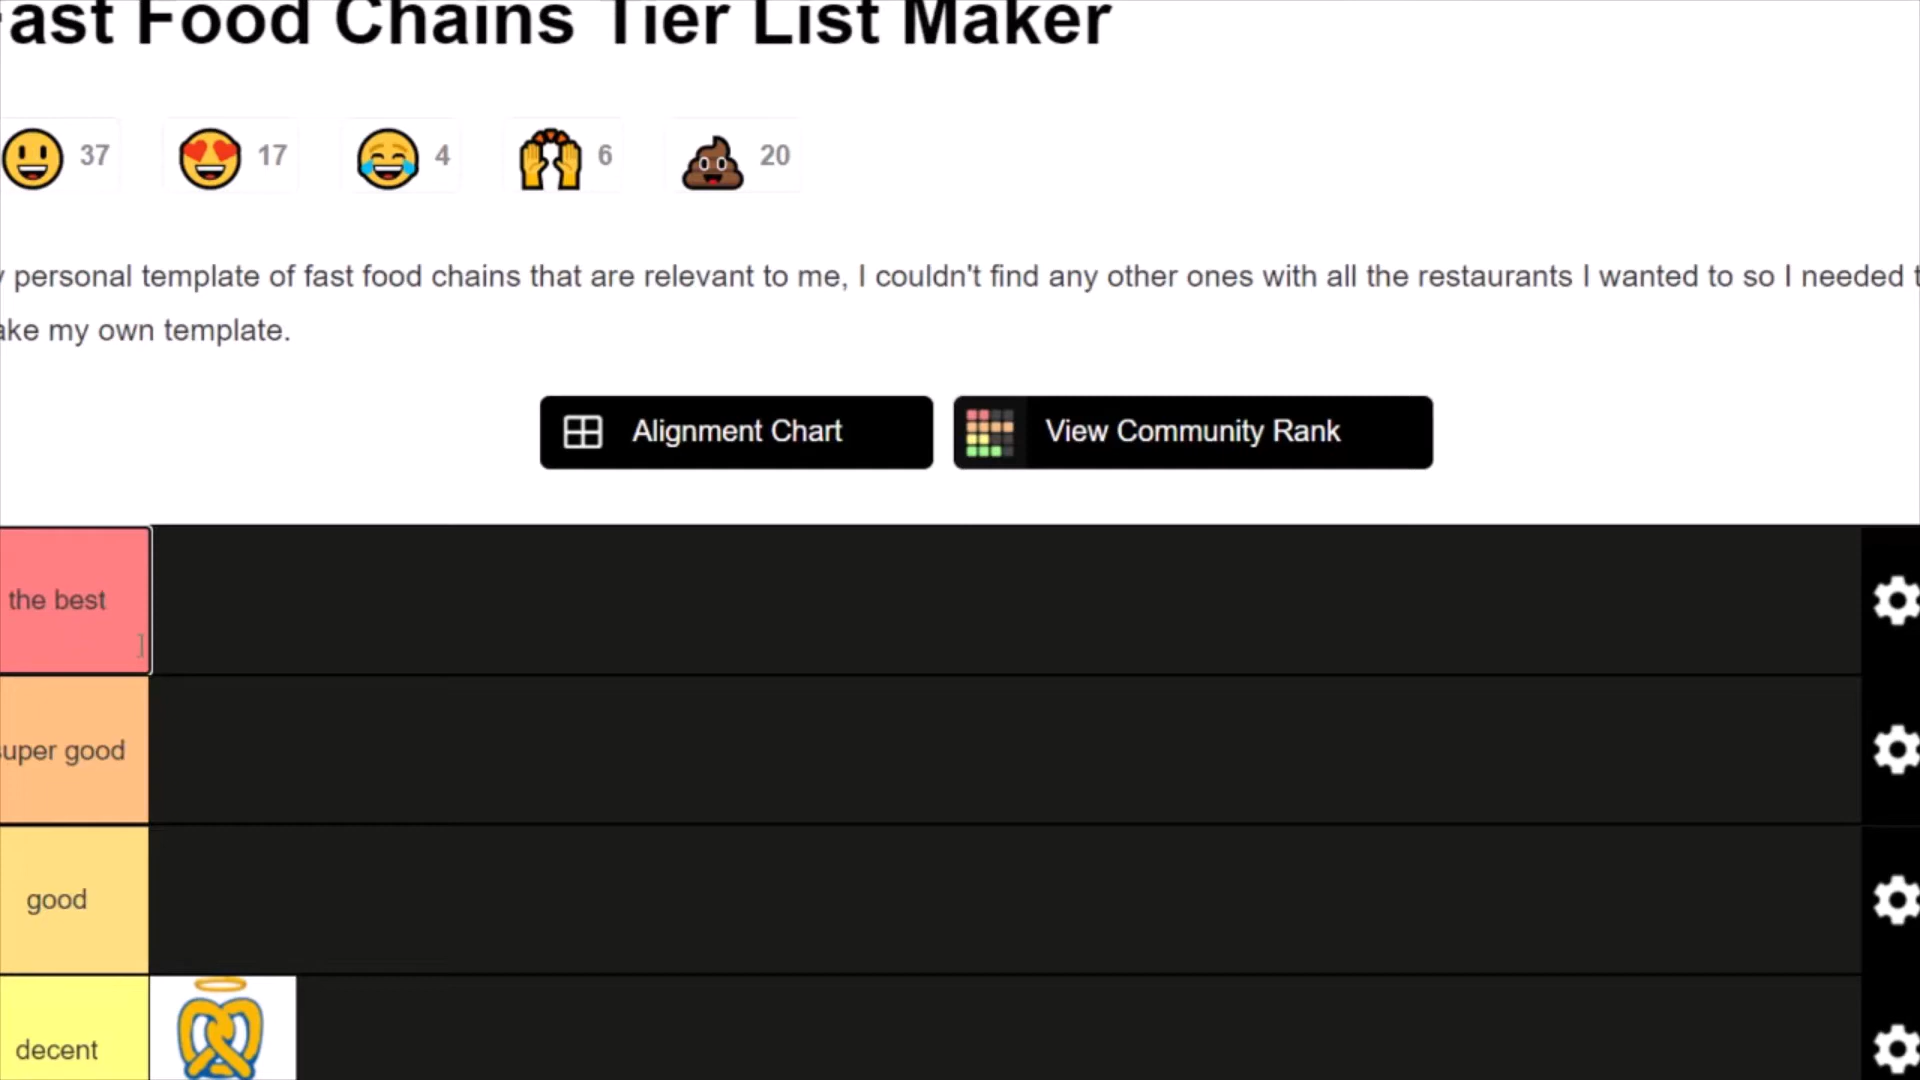 ast Food Chains Tier List Maker
37 17 4 6 20
personal template of fast food chains that are relevant to me, I couldn't find any other ones with all the restaurants I wanted to so I needed t
ake my own template.
Alignment Chart View Community Rank
the best
]
super good
good
decent